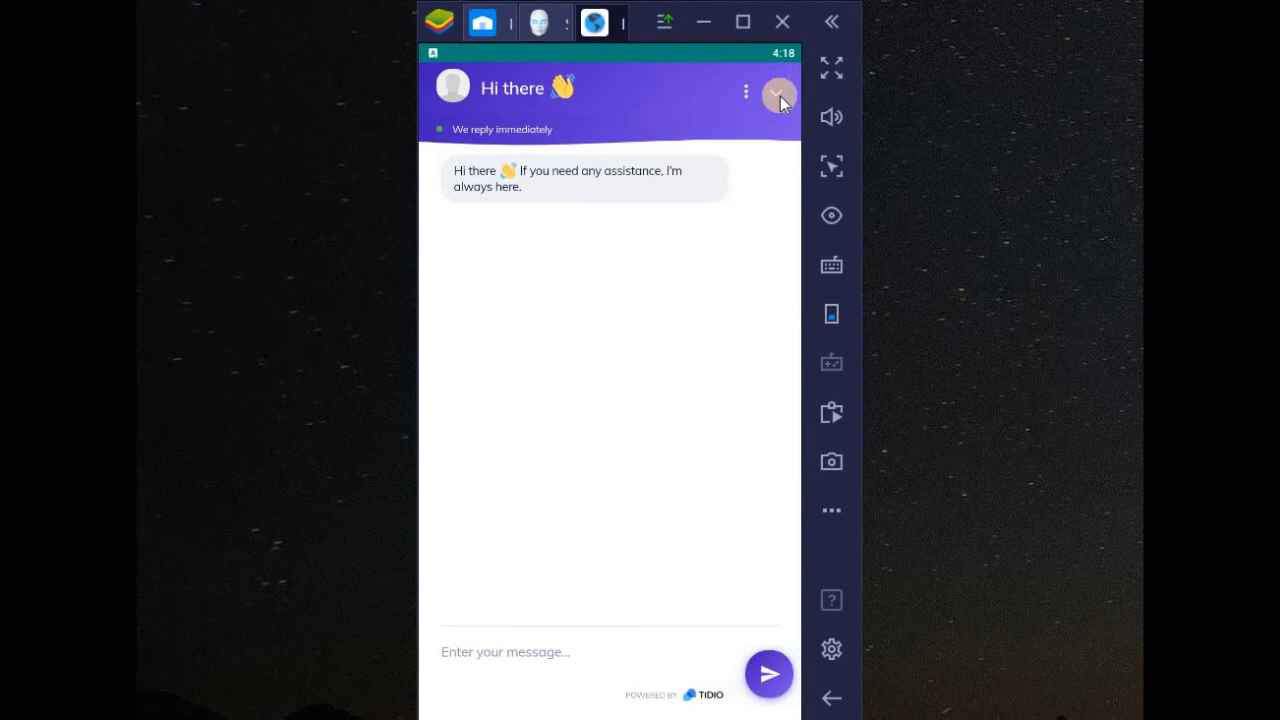 4:18
Hi there 👋
We reply immediately
Hi there 👋 If you need any assistance, I'm
always here.
Enter your message...
POWERED BY TIDIO